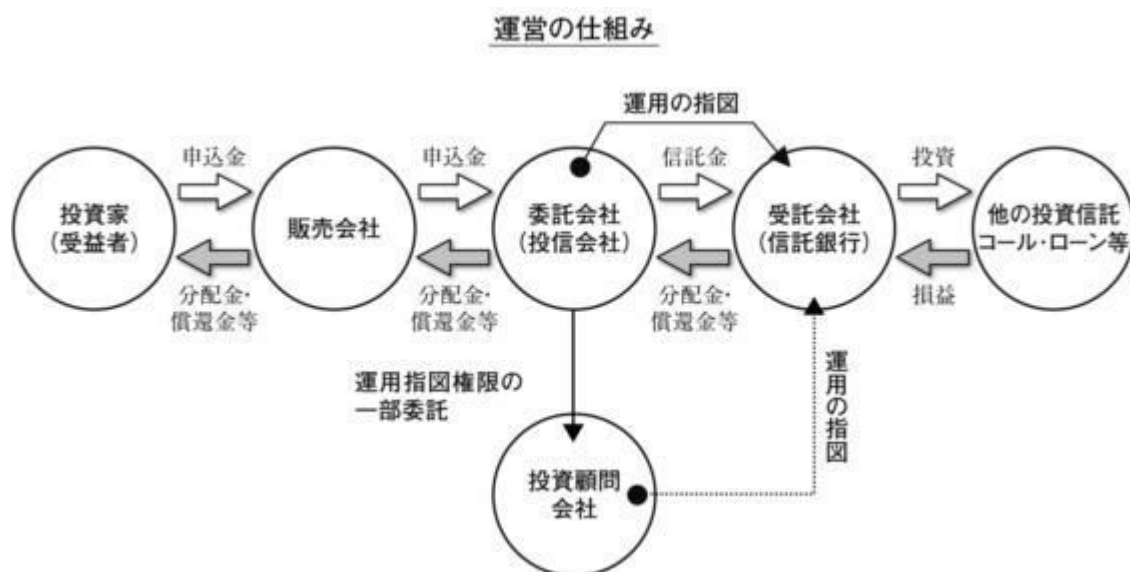 運営の仕組み
運用の指図
申込金
申込金
信託金
投資
投資家
(受益者)
販売会社
委託会社
(投信会社)
受託会社
(信託銀行)
他の投資信託
コール・ローン等
分配金・
償還金等
分配金・
償還金等
分配金・
償還金等
損益
運用指図権限の
一部委託
運用の指図
投資顧問
会社